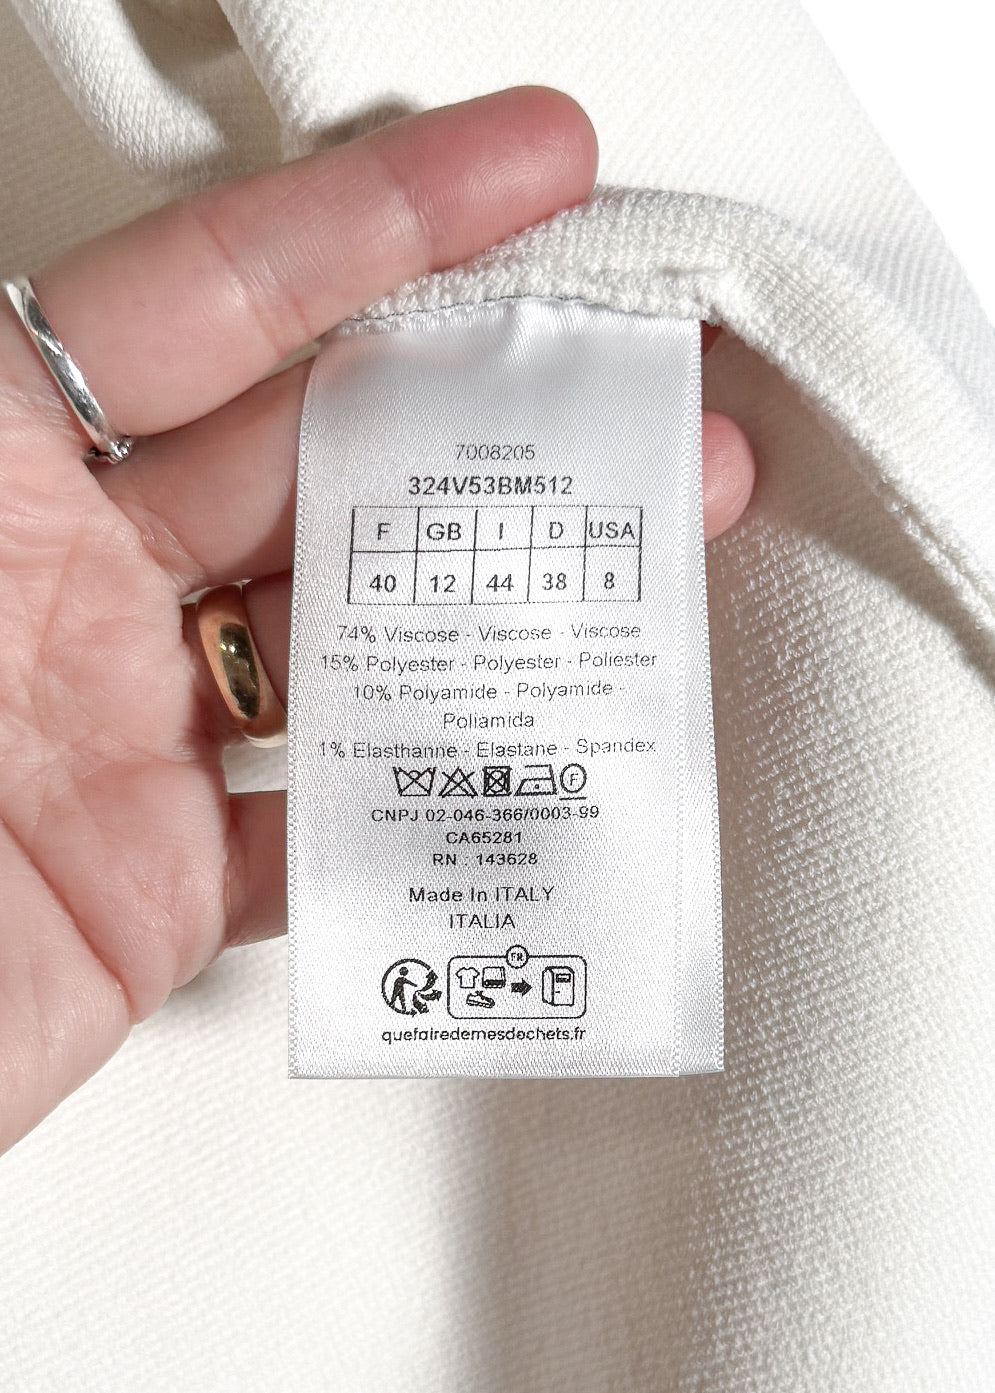 7008205
324V53BM512
F GB I D USA
40 12 44 38 8
74% Viscose - Viscose - Viscose
15% Polyester - Polyester - Poliéster
10% Polyamide - Polyamide -
Poliamida
1% Elasthanne - Elastane - Spandex
F
CNPJ 02-046-366/0003-99
CA65281
RN : 143628
Made In ITALY
ITALIA
FR
quefairedemesdechets.fr